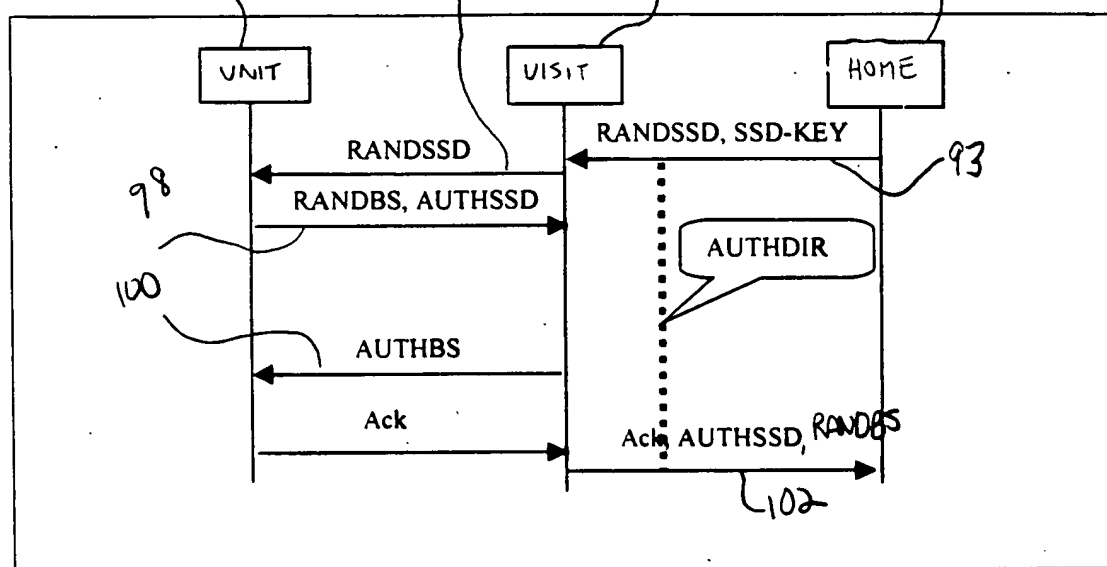 UNIT
VISIT
HOME
RANDSSD, SSD-KEY
RANDSSD
93
98
RANDBS, AUTHSSD
AUTHDIR
100
AUTHBS
Ack
Ack, AUTHSSD, RANDBS
102